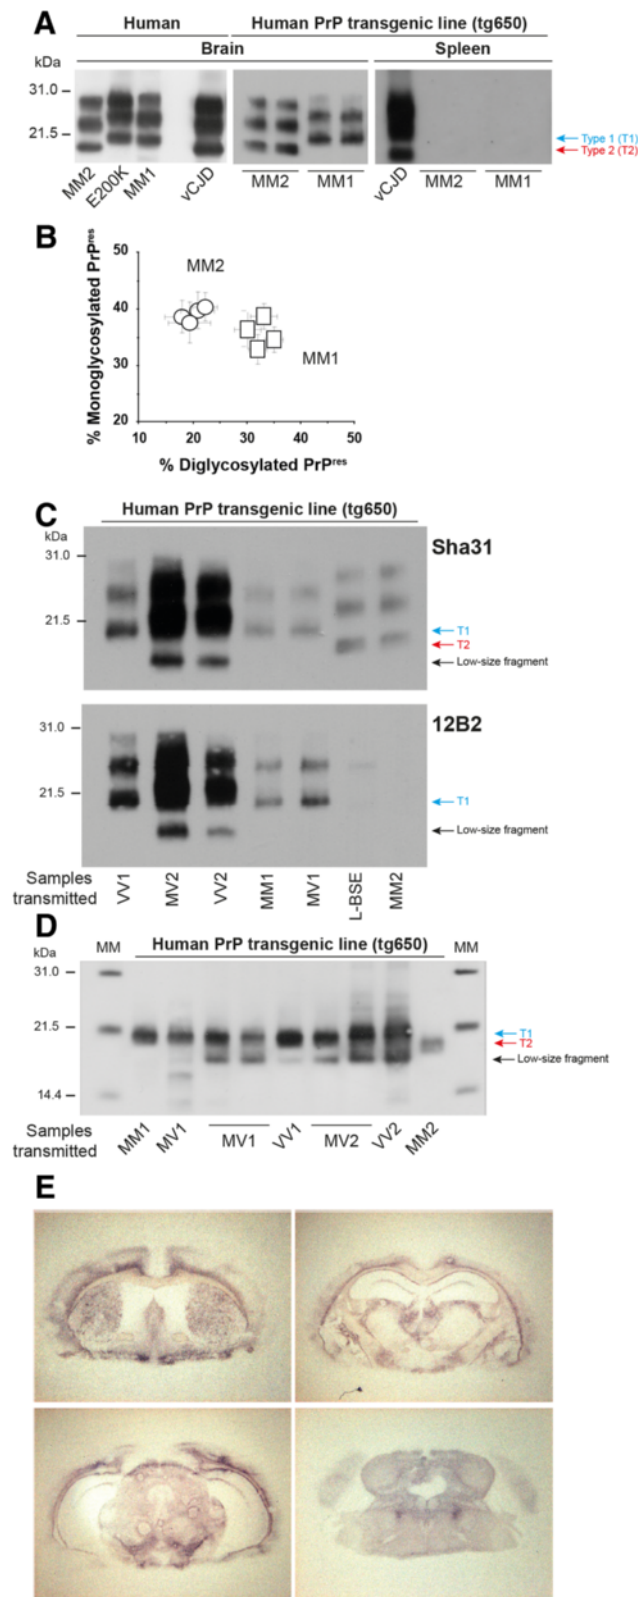 A
Human
Human PrP transgenic line (tg650)
Brain
Spleen
kDa
31.0
21.5
Type 1 (T1)
Type 2 (T2)
MM2
E200K
MM1
vCJD
MM2
MM1
vCJD
MM2
MM1
B
50
40
30
20
10
20
30
40
50
MM2
MM1
% Monoglycosylated PrPres
% Diglycosylated PrPres
C
Human PrP transgenic line (tg650)
kDa
31.0
21.5
Sha31
T1
T2
Low-size fragment
31.0
21.5
12B2
T1
Low-size fragment
Samples
transmitted
VV1
MV2
VV2
MM1
MV1
L-BSE
MM2
D
MM
Human PrP transgenic line (tg650)
MM
kDa
31.0
21.5
14.4
T1
T2
Low-size fragment
Samples
transmitted
MM1
MV1
MV1
VV1
MV2
VV2
MM2
E